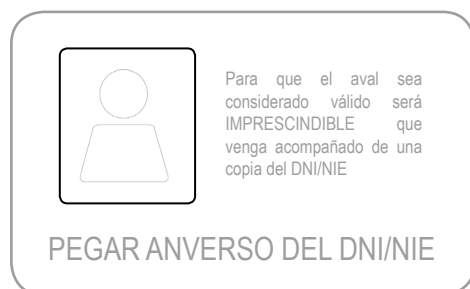 Para que el aval sea
considerado válido será
IMPRESCINDIBLE que
venga acompañado de una
copia del DNI/NIE
PEGAR ANVERSO DEL DNI/NIE